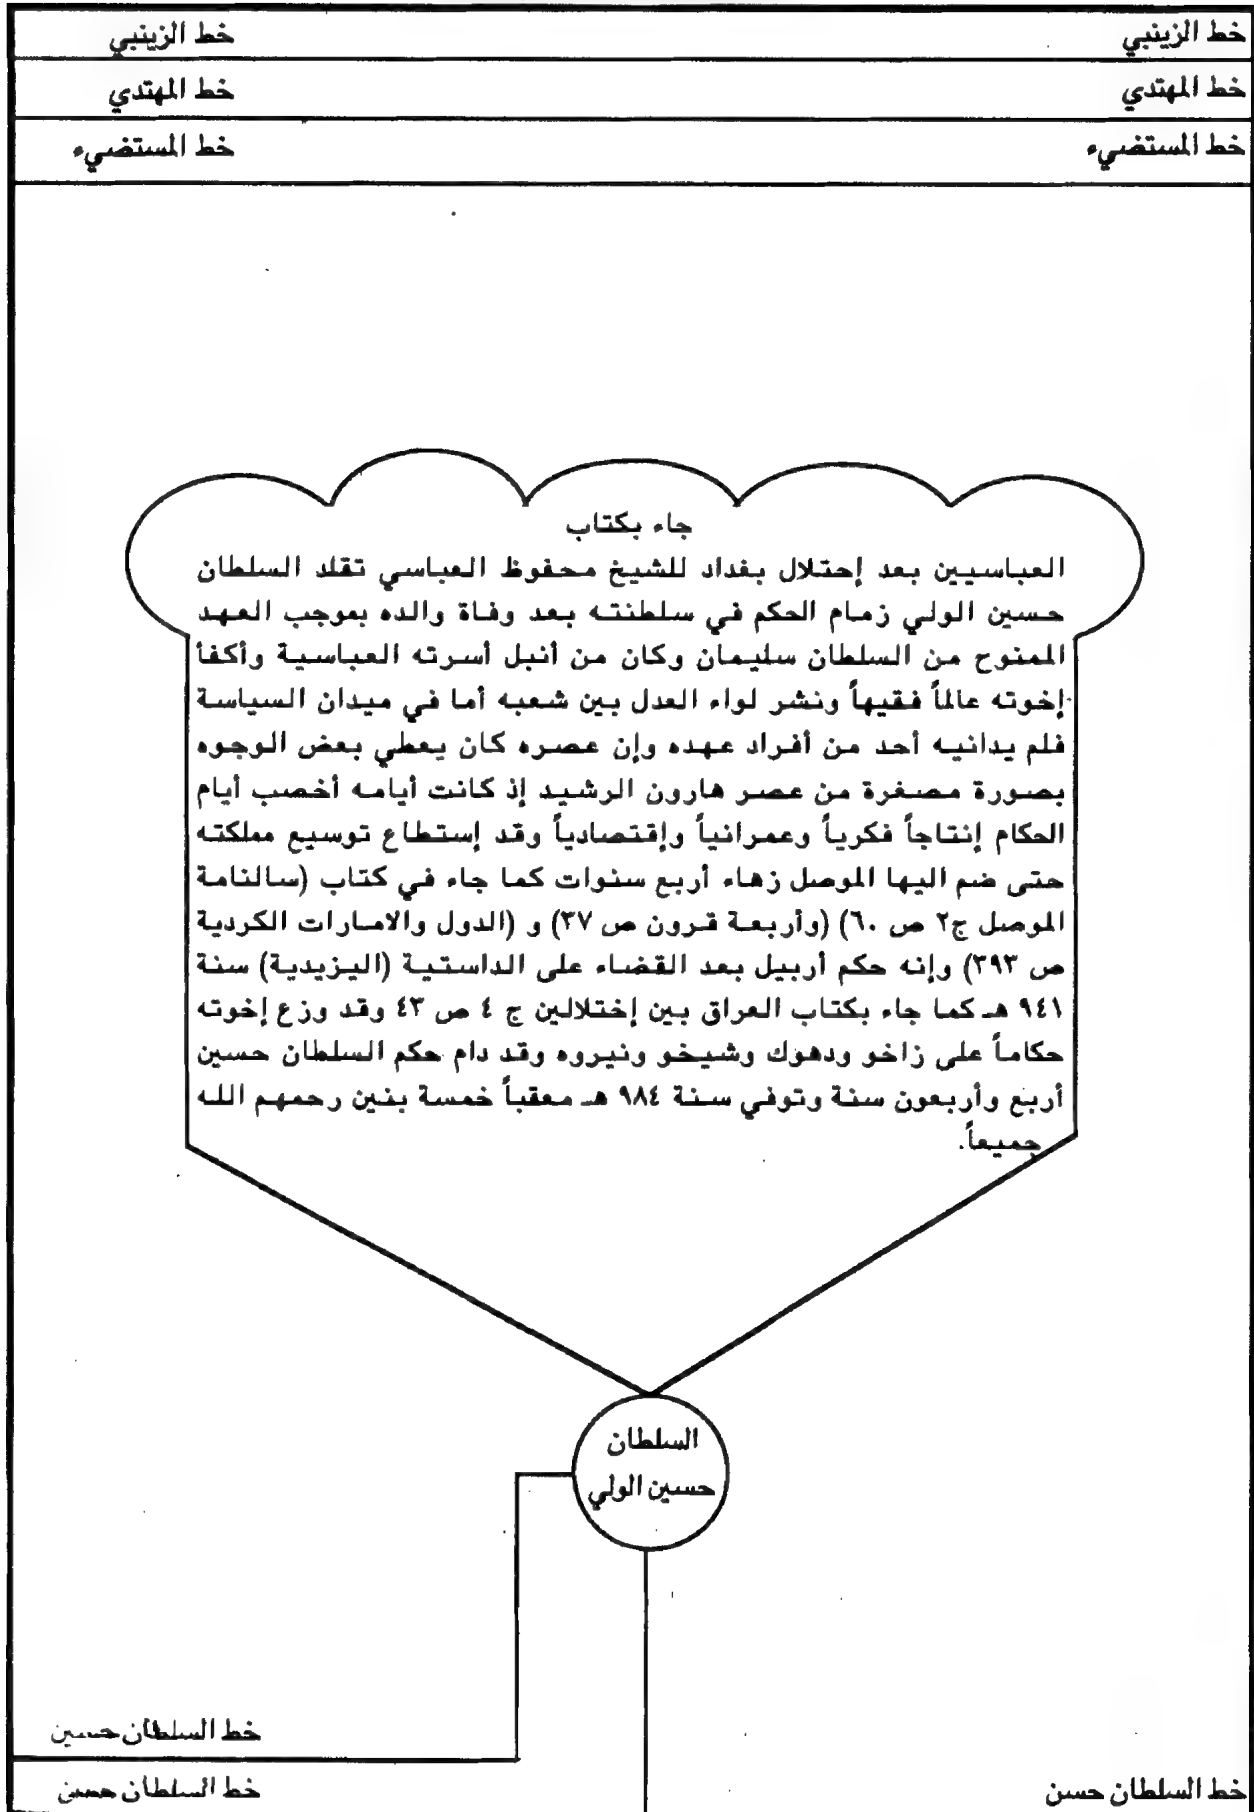 خط الزينبي
خط الزينبي
خط المهتدي
خط المهتدي
خط المستضيء
خط المستضيء
جاء بكتاب
العباسيين بعد إحتلال بغداد للشيخ محفوظ العباسي تقلد السلطان
حسين الولي زمام الحكم في سلطنته بعد وفاة والده بموجب العهد
الممنوح من السلطان سليمان وكان من أنبل أسرته العباسية وأكفأ
إخوته عالماً فقيهاً ونشر لواء العدل بين شعبه أما في ميدان السياسة
فلم يدانيه أحد من أفراد عهده وإن عصره كان يعطي بعض الوجوه
بصورة مصغرة من عصر هارون الرشيد إذ كانت أيامه أخصب أيام
الحكام إنتاجاً فكرياً وعمرانياً وإقتصادياً وقد إستطاع توسيع مملكته
حتى ضم اليها الموصل زهاء أربع سنوات كما جاء في كتاب (سالنامة
الموصل ج٢ ص ٦٠) (وأربعة قرون ص ٣٧) و (الدول والامارات الكردية
ص ٣٩٣) وإنه حكم أربيل بعد القضاء على الداستية (اليزيدية) سنة
٩٤١ هـ كما جاء بكتاب العراق بين إختلالين ج ٤ ص ٤٣ وقد وزع إخوته
حكاماً على زاخو ودهوك وشيخو ونيروه وقد دام حكم السلطان حسين
أربع وأربعون سنة وتوفي سنة ٩٨٤ هـ معقباً خمسة بنين رحمهم الله
جميعاً.
السلطان
حسين الولي
خط السلطان حسين
خط السلطان حسن
خط السلطان حسن